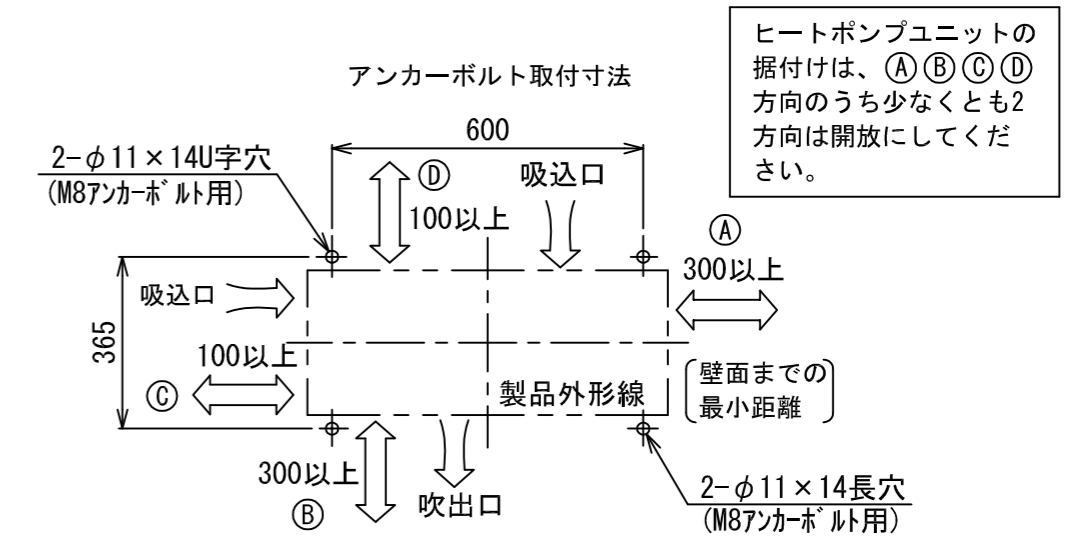 ヒートポンプユニットの
据付けは、ⒶⒷⒸⒹ
方向のうち少なくとも2
方向は開放にしてくだ
さい。
アンカーボルト取付寸法
600
2-φ11×14U字穴
(M8アンカーボルト用)
Ⓓ
吸込口
100以上
Ⓐ
300以上
吸込口
365
100以上
Ⓒ
製品外形線
壁面までの
最小距離
300以上
Ⓑ
吹出口
2-φ11×14長穴
(M8アンカーボルト用)